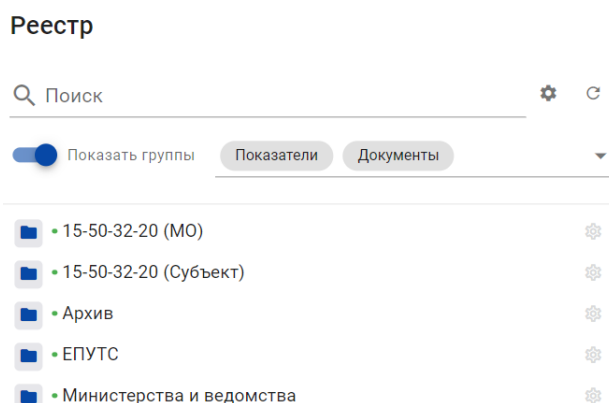 Реестр
Поиск
Показать группы Показатели Документы
15-50-32-20 (МО)
15-50-32-20 (Субъект)
Архив
ЕПУТС
Министерства и ведомства